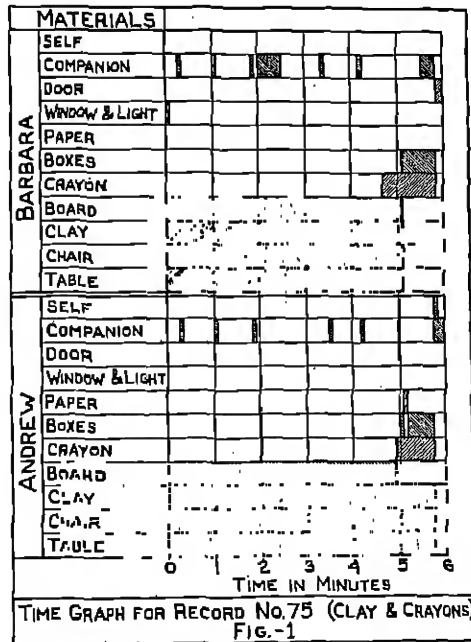 MATERIALS
BARBARA
SELF
COMPANION
DOOR
WINDOW & LIGHT
PAPER
BOXES
CRAYON
BOARD
CLAY
CHAIR
TABLE
ANDREW
SELF
COMPANION
DOOR
WINDOW & LIGHT
PAPER
BOXES
CRAYON
BOARD
CLAY
CHAIR
TABLE
0 1 2 3 4 5 6
TIME IN MINUTES
TIME GRAPH FOR RECORD NO.75 (CLAY & CRAYONS)
FIG.-1